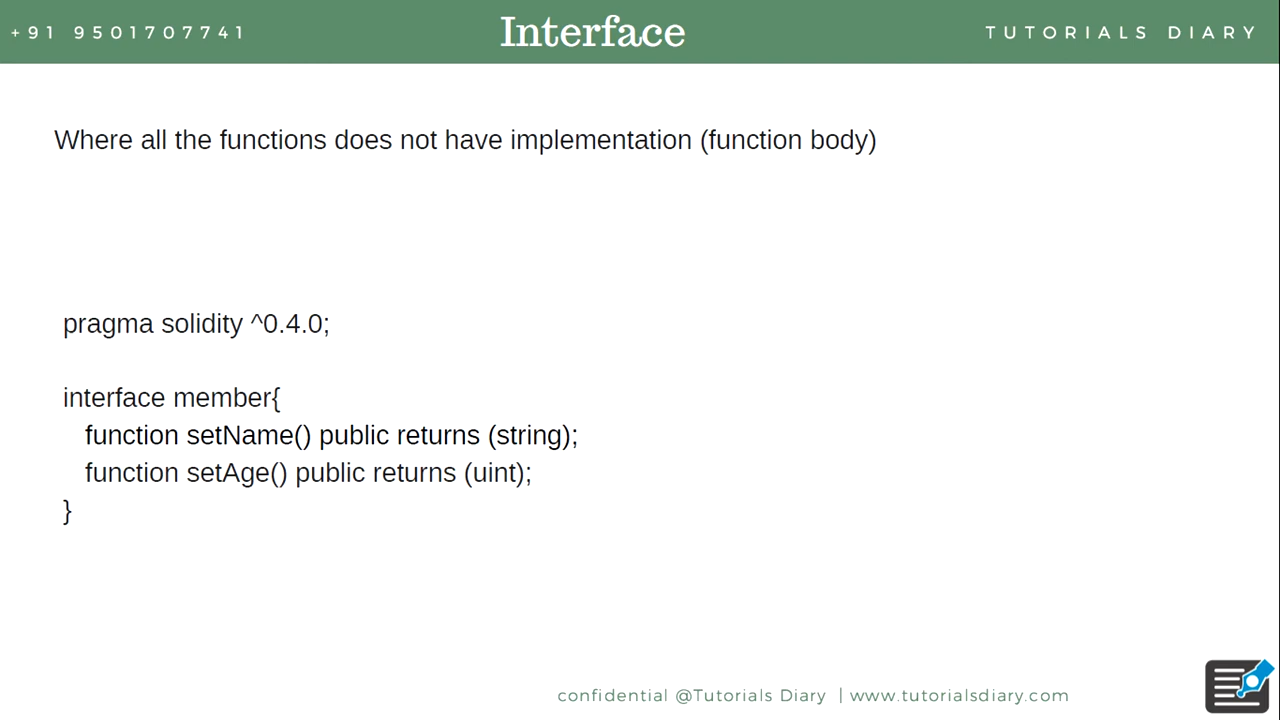 +91 9501707741
Interface
TUTORIALS DIARY
Where all the functions does not have implementation (function body)
pragma solidity ^0.4.0;
interface member{
function setName() public returns (string);
function setAge() public returns (uint);
}
confidential @Tutorials Diary | www.tutorialsdiary.com